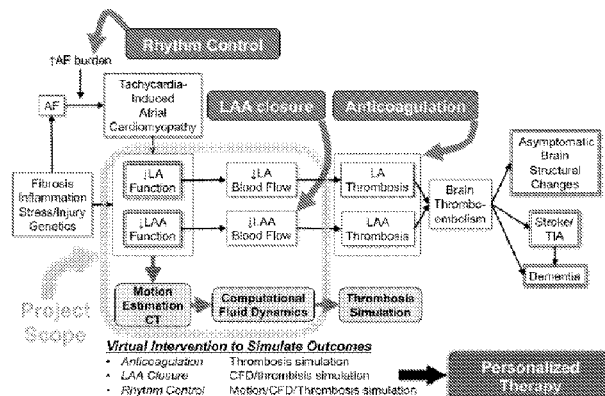 Rhythm Control
↑AF burden
AF
Tachycardia-
Induced
Atrial
Cardiomyopathy
LAA closure
Anticoagulation
Fibrosis
Inflammation
Stress/Injury
Genetics
↓LA
Function
↓LA
Blood Flow
LA
Thrombosis
↓LAA
Function
↓LAA
Blood Flow
LAA
Thrombosis
Brain
Thrombo-
embolism
Asymptomatic
Brain
Structural
Changes
Stroke/
TIA
Dementia
Project
Scope
Motion
Estimation
CT
Computational
Fluid Dynamics
Thrombosis
Simulation
Virtual Intervention to Simulate Outcomes
• Anticoagulation Thrombosis simulation
• LAA Closure CFD/thrombisis simulation
• Rhythm Control Motion/CFD/Thrombosis simulation
Personalized
Therapy